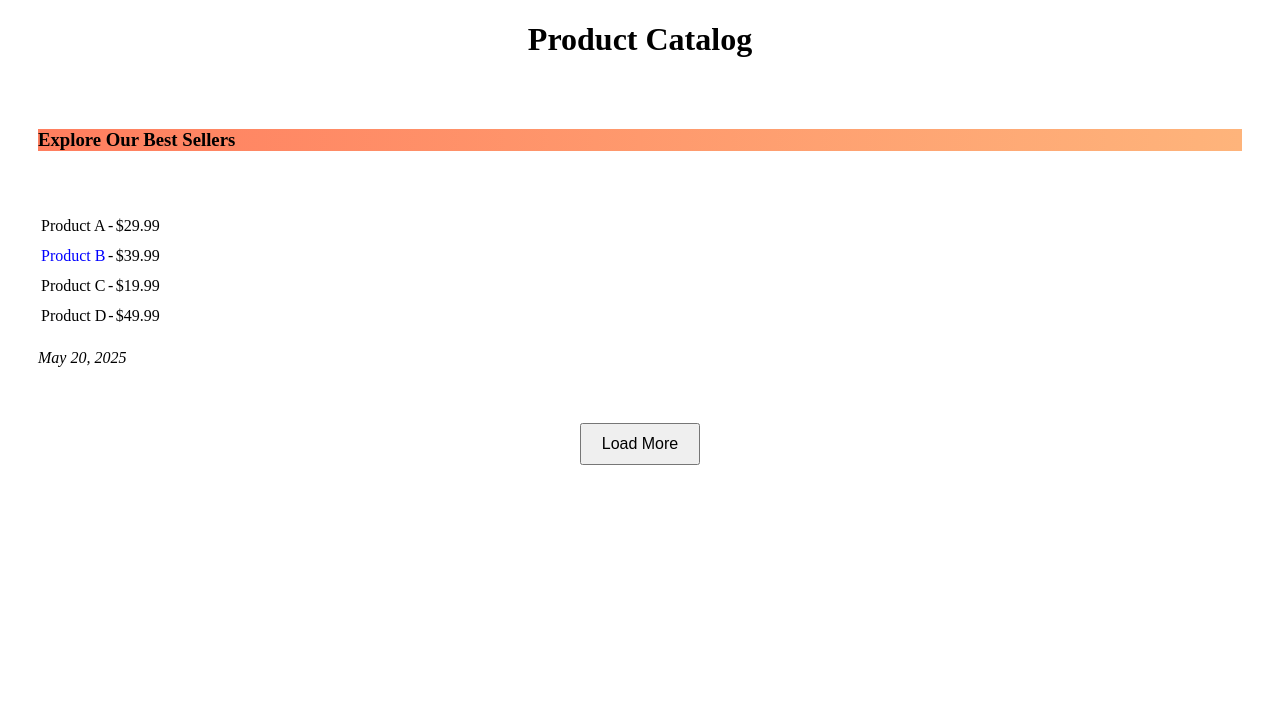 Product Catalog
Explore Our Best Sellers
Product A - $29.99
Product B - $39.99
Product C - $19.99
Product D - $49.99
May 20, 2025
Load More